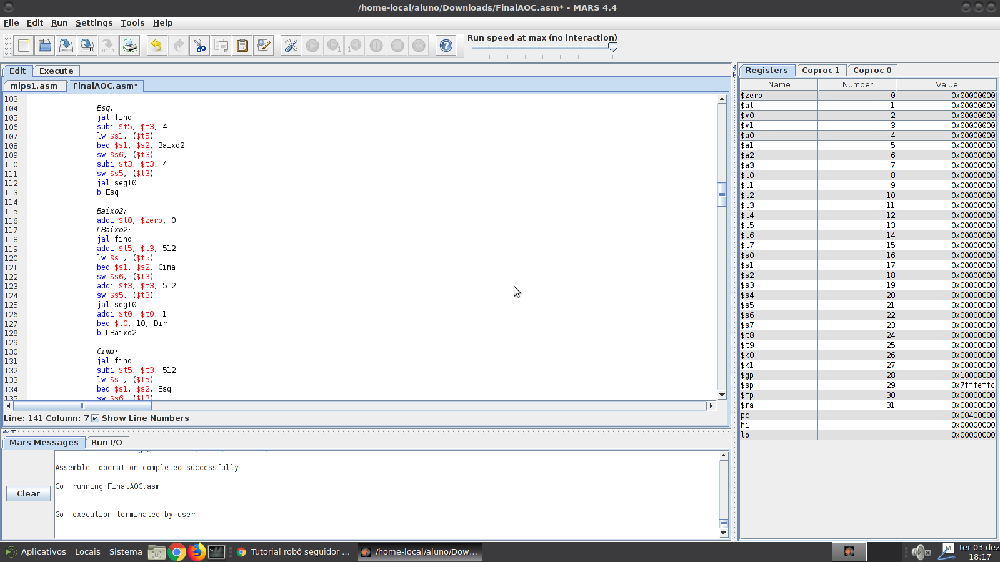 /home-local/aluno/Downloads/FinalAOC.asm* - MARS 4.4
File Edit Run Settings Tools Help
Run speed at max (no interaction)
Edit Execute
mips1.asm FinalAOC.asm*
103
104 Esq:
105 jal find
106 subi $t5, $t3, 4
107 lw $s1, ($t5)
108 beq $s1, $s2, Baixo2
109 sw $s6, ($t3)
110 subi $t3, $t3, 4
111 sw $s5, ($t3)
112 jal seg10
113 b Esq
114
115 Baixo2:
116 addi $t0, $zero, 0
117 LBaixo2:
118 jal find
119 addi $t5, $t3, 512
120 lw $s1, ($t5)
121 beq $s1, $s2, Cima
122 sw $s6, ($t3)
123 addi $t3, $t3, 512
124 sw $s5, ($t3)
125 jal seg10
126 addi $t0, $t0, 1
127 beq $t0, 10, Dir
128 b LBaixo2
129
130 Cima:
131 jal find
132 subi $t5, $t3, 512
133 lw $s1, ($t5)
134 beq $s1, $s2, Esq
135 sw $s6, ($t3)
Line: 141 Column: 7 Show Line Numbers
Mars Messages Run I/O
Assemble: assembling /home-local/aluno/Downloads/FinalAOC.asm
Assemble: operation completed successfully.
Go: running FinalAOC.asm
Go: execution terminated by user.
Clear
Registers Coproc 1 Coproc 0
Name Number Value
$zero 0 0x00000000
$at 1 0x00000000
$v0 2 0x00000000
$v1 3 0x00000000
$a0 4 0x00000000
$a1 5 0x00000000
$a2 6 0x00000000
$a3 7 0x00000000
$t0 8 0x00000000
$t1 9 0x00000000
$t2 10 0x00000000
$t3 11 0x00000000
$t4 12 0x00000000
$t5 13 0x00000000
$t6 14 0x00000000
$t7 15 0x00000000
$s0 16 0x00000000
$s1 17 0x00000000
$s2 18 0x00000000
$s3 19 0x00000000
$s4 20 0x00000000
$s5 21 0x00000000
$s6 22 0x00000000
$s7 23 0x00000000
$t8 24 0x00000000
$t9 25 0x00000000
$k0 26 0x00000000
$k1 27 0x00000000
$gp 28 0x10008000
$sp 29 0x7fffeffc
$fp 30 0x00000000
$ra 31 0x00000000
pc 0x00400000
hi 0x00000000
lo 0x00000000
Aplicativos Locais Sistema Tutorial robô seguidor ... /home-local/aluno/Dow... ter 03 dez
18:17